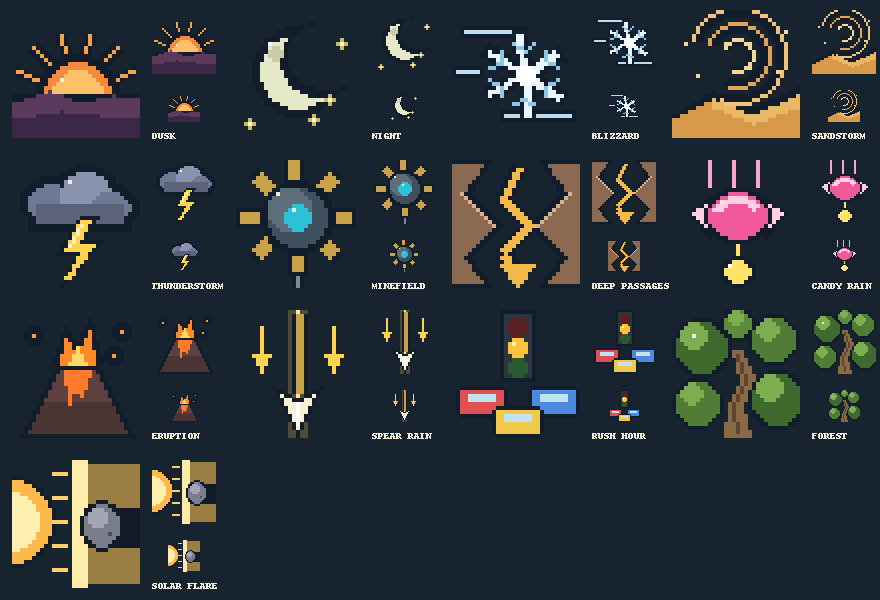 DUSK
NIGHT
BLIZZARD
SANDSTORM
THUNDERSTORM
MINEFIELD
DEEP PASSAGES
CANDY RAIN
ERUPTION
SPEAR RAIN
RUSH HOUR
FOREST
SOLAR FLARE